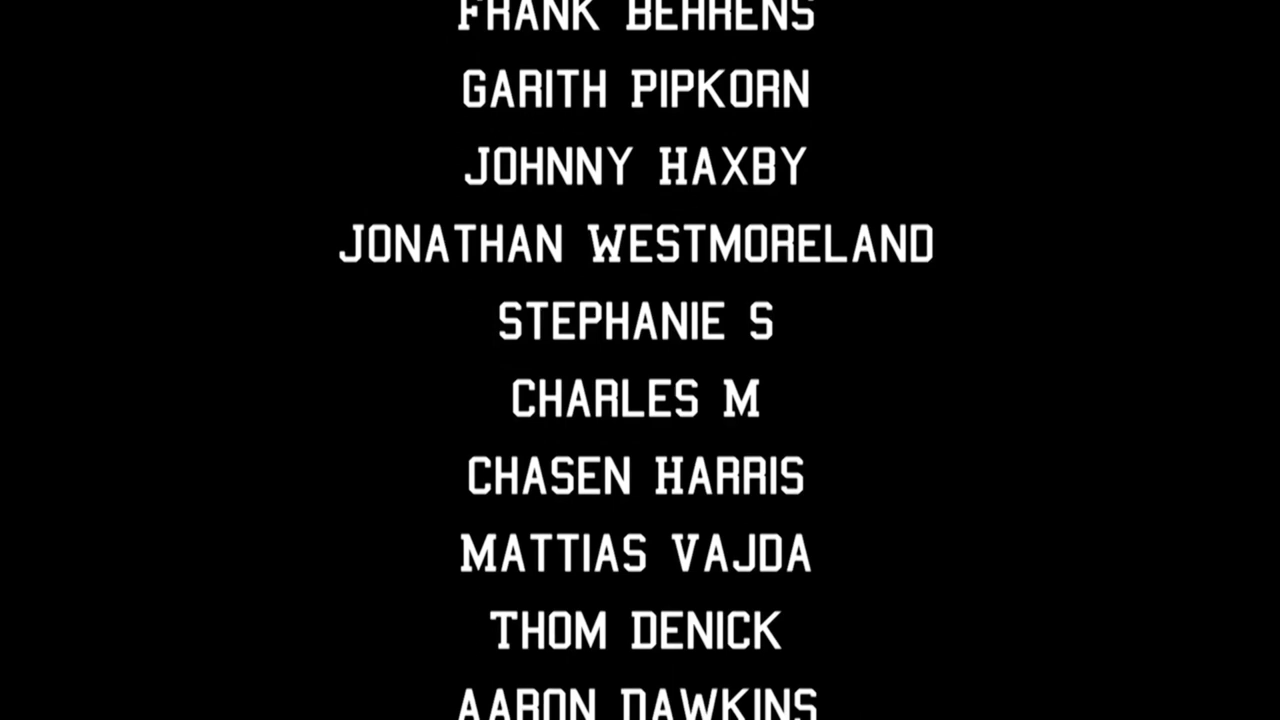 FRANK BEHRENS
GARITH PIPKORN
JOHNNY HAXBY
JONATHAN WESTMORELAND
STEPHANIE S
CHARLES M
CHASEN HARRIS
MATTIAS VAJDA
THOM DENICK
AARON DAWKINS